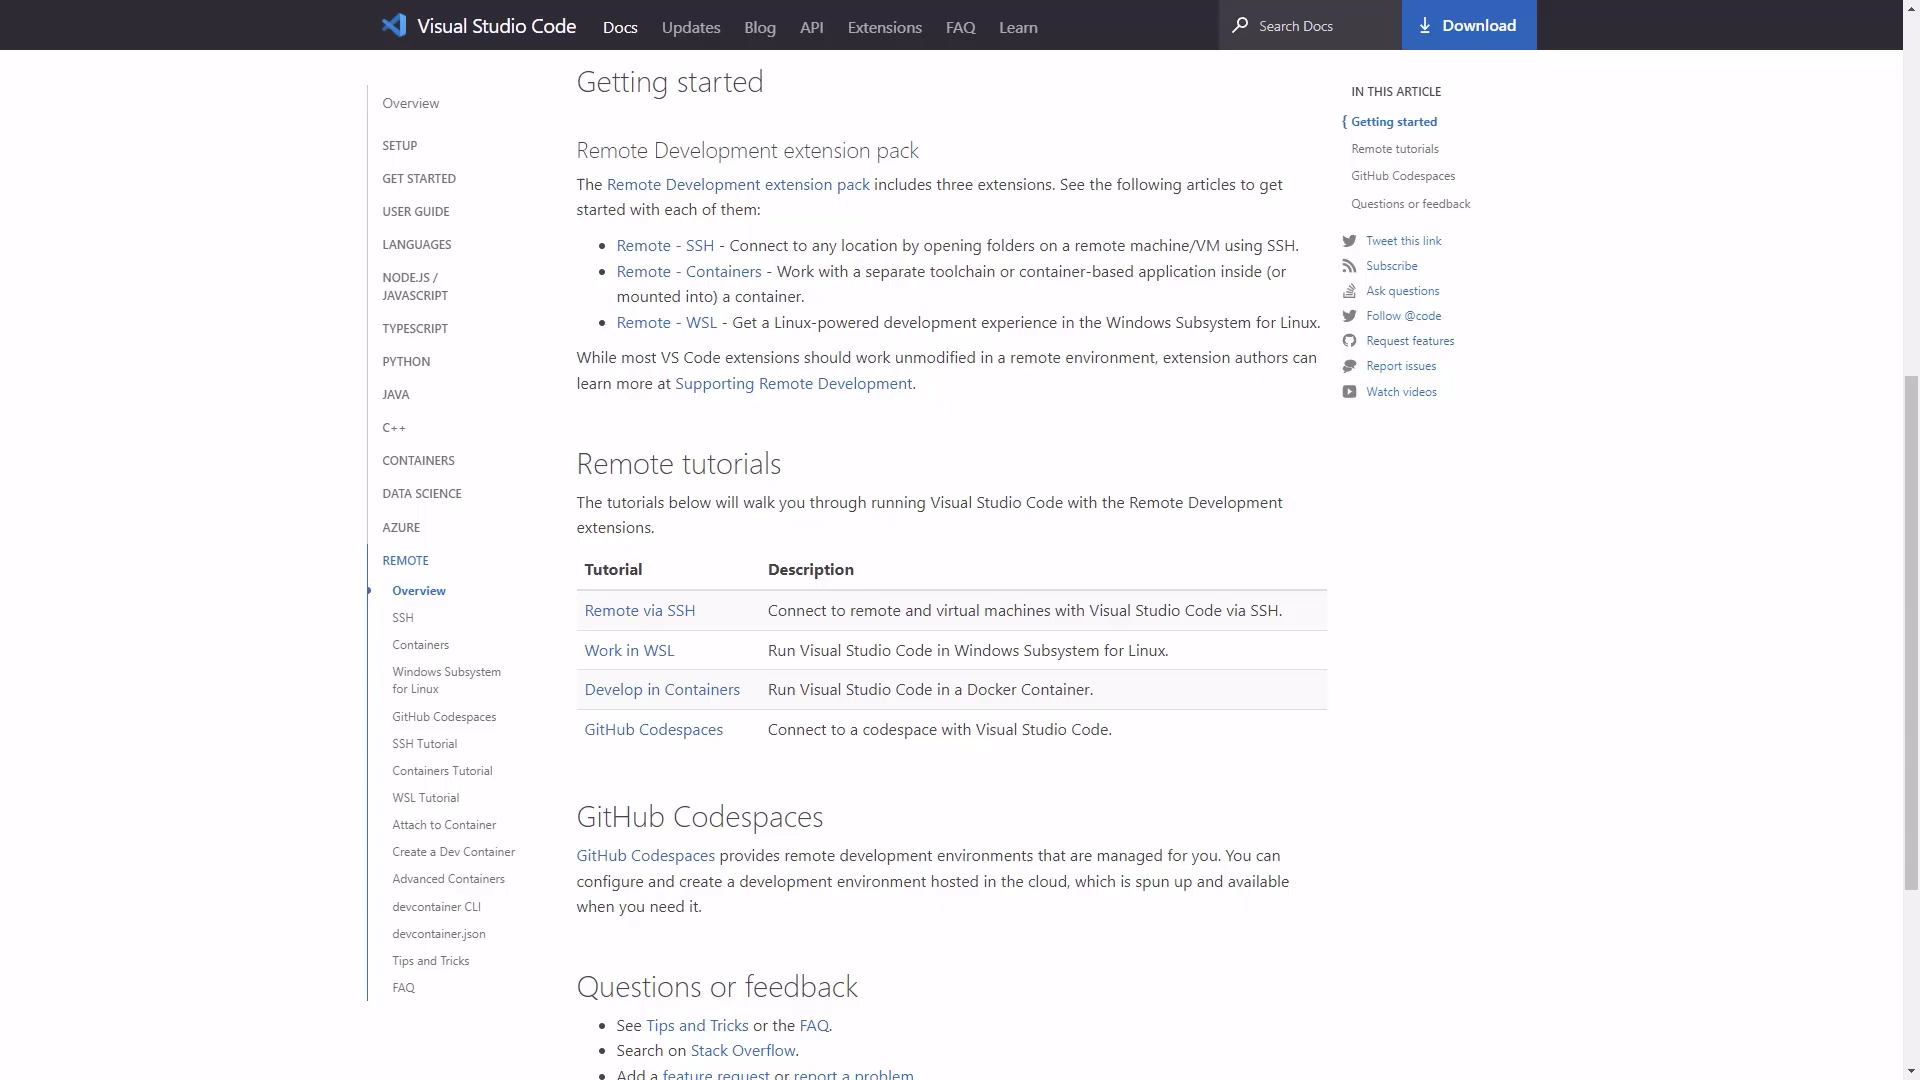 Visual Studio Code
Docs
Updates
Blog
API
Extensions
FAQ
Learn
Search Docs
Download
Overview
SETUP
GET STARTED
USER GUIDE
LANGUAGES
NODE.JS /
JAVASCRIPT
TYPESCRIPT
PYTHON
JAVA
C++
CONTAINERS
DATA SCIENCE
AZURE
REMOTE
Overview
SSH
Containers
Windows Subsystem
for Linux
GitHub Codespaces
SSH Tutorial
Containers Tutorial
WSL Tutorial
Attach to Container
Create a Dev Container
Advanced Containers
devcontainer CLI
devcontainer.json
Tips and Tricks
FAQ
Getting started
Remote Development extension pack
The Remote Development extension pack includes three extensions. See the following articles to get
started with each of them:
• Remote - SSH - Connect to any location by opening folders on a remote machine/VM using SSH.
• Remote - Containers - Work with a separate toolchain or container-based application inside (or
mounted into) a container.
• Remote - WSL - Get a Linux-powered development experience in the Windows Subsystem for Linux.
While most VS Code extensions should work unmodified in a remote environment, extension authors can
learn more at Supporting Remote Development.
Remote tutorials
The tutorials below will walk you through running Visual Studio Code with the Remote Development
extensions.
Tutorial Description
Remote via SSH Connect to remote and virtual machines with Visual Studio Code via SSH.
Work in WSL Run Visual Studio Code in Windows Subsystem for Linux.
Develop in Containers Run Visual Studio Code in a Docker Container.
GitHub Codespaces Connect to a codespace with Visual Studio Code.
GitHub Codespaces
GitHub Codespaces provides remote development environments that are managed for you. You can
configure and create a development environment hosted in the cloud, which is spun up and available
when you need it.
Questions or feedback
• See Tips and Tricks or the FAQ.
• Search on Stack Overflow.
• Add a feature request or report a problem.
IN THIS ARTICLE
{ Getting started
Remote tutorials
GitHub Codespaces
Questions or feedback
Tweet this link
Subscribe
Ask questions
Follow @code
Request features
Report issues
Watch videos